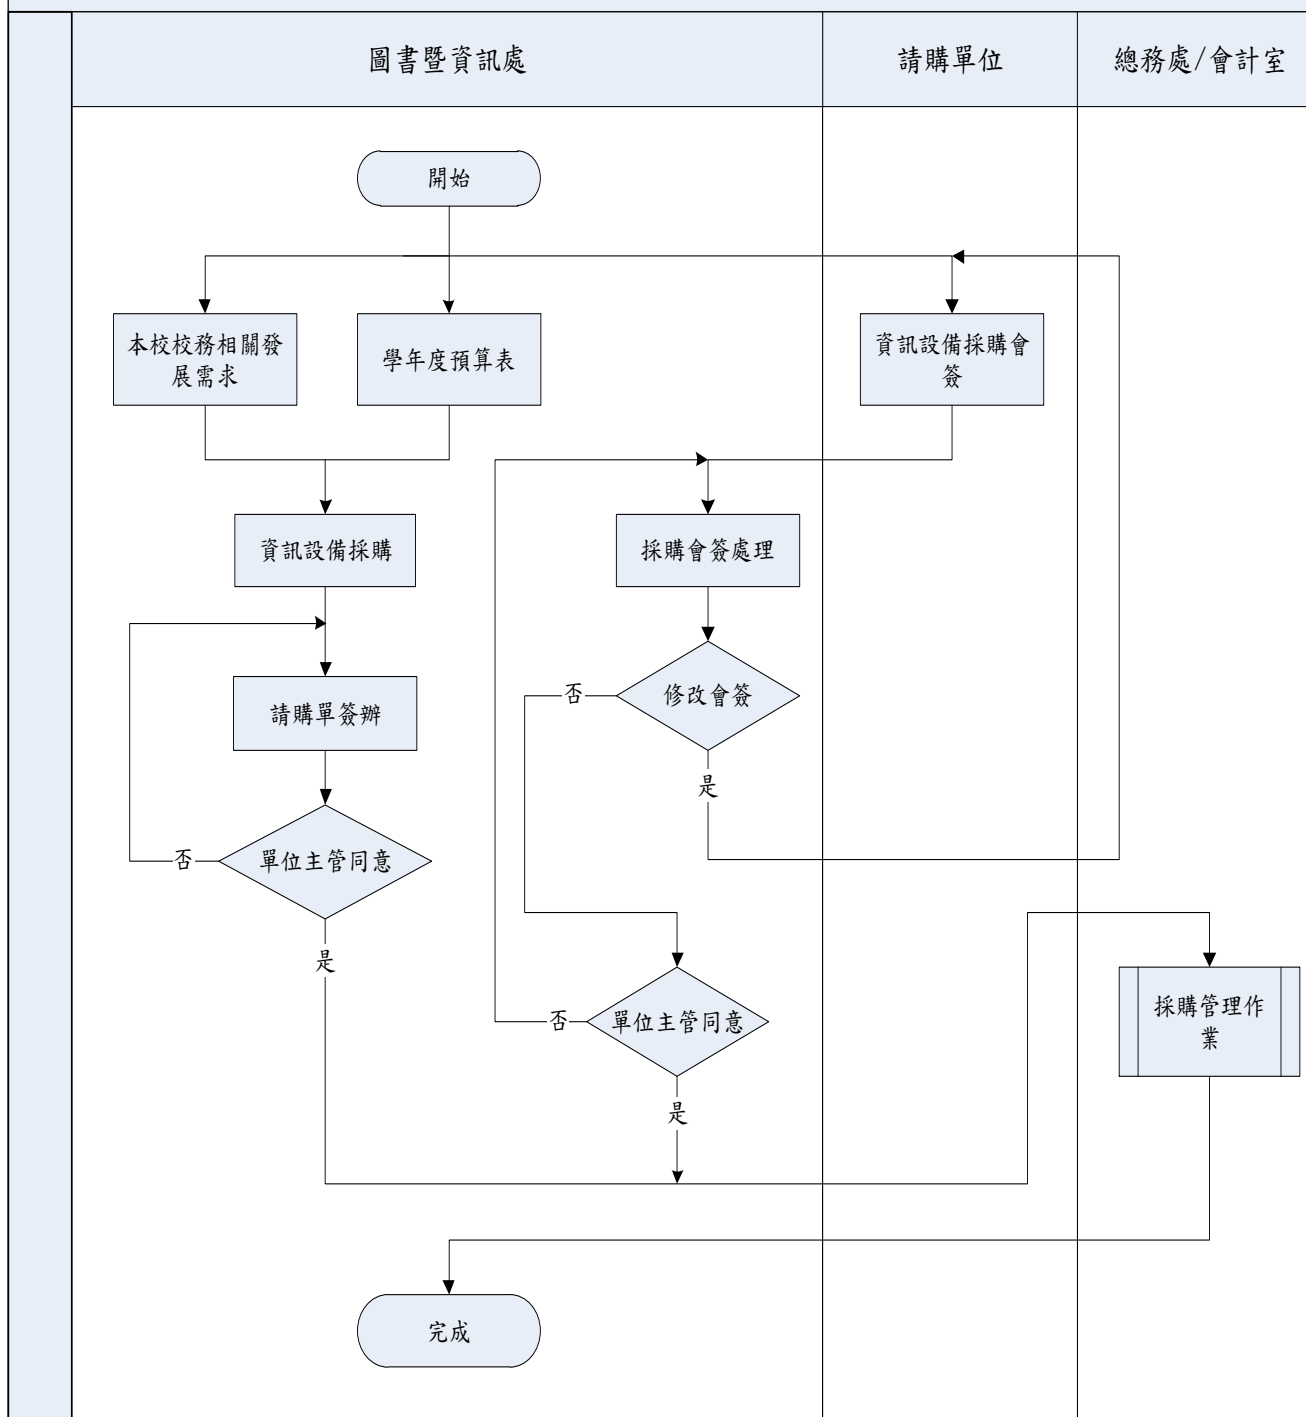 圖書暨資訊處
請購單位
總務處/會計室
開始
本校校務相關發
展需求
學年度預算表
資訊設備採購會
簽
資訊設備採購
採購會簽處理
請購單簽辦
否
修改會簽
是
否
單位主管同意
是
否
單位主管同意
採購管理作
業
是
完成